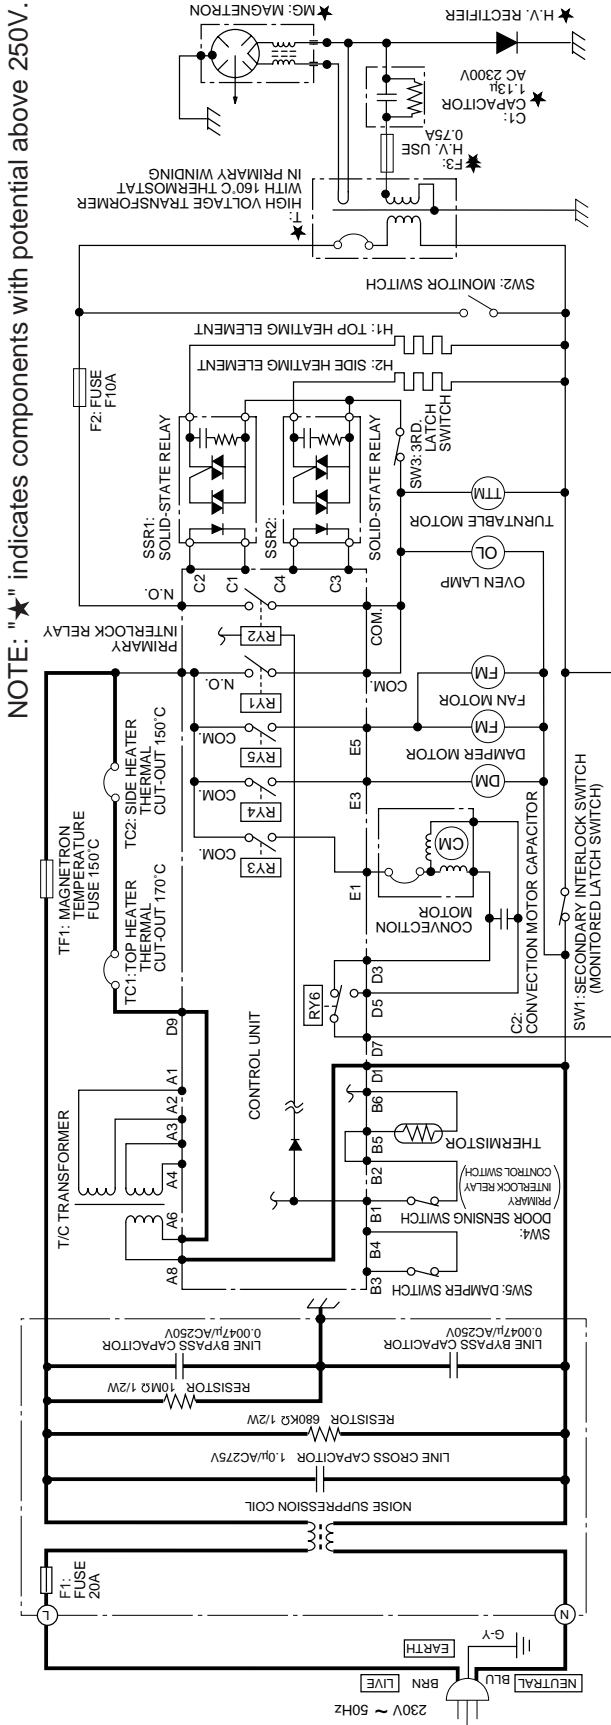 NOTE: "★" indicates components with potential above 250V.
MG: MAGNETRON
★
H.V. RECTIFIER
★
C1:
CAPACITOR
1.13µ
AC 2300V
★
F3:
H.V. USE
0.75A
★
T:
HIGH VOLTAGE TRANSFORMER
WITH 160˚C THERMOSTAT
IN PRIMARY WINDING
★
SW2: MONITOR SWITCH
F2: FUSE
F10A
H1: TOP HEATIMG ELEMENT
H2: SIDE HEATIMG ELEMENT
SSR1:
SOLID-STATE RELAY
SSR2:
SOLID-STATE RELAY
SW3: 3RD.
LATCH
SWITCH
C2
C1
C4
C3
TTM
TURNTABLE MOTOR
OL
OVEN LAMP
PRIMARY
INTERLOCK RELAY
N.O.
RY2
COM.
N.O.
RY1
COM.
FM
FAN MOTOR
COM.
RY5
E5
FM
DAMPER MOTOR
COM.
RY4
E3
DM
COM.
RY3
E1
TC2: SIDE HEATER
THERMAL
CUT-OUT 150˚C
TF1: MAGNETRON
TEMPERATURE
FUSE 150˚C
TC1:TOP HEATER
THERMAL
CUT-OUT 170˚C
CM
CONVECTION
MOTOR
C2:
CONVECTION MOTOR CAPACITOR
SW1:SECONDARY INTERLOCK SWITCH
(MONITORED LATCH SWITCH)
D9
RY6
D3
D5
D7
D1
CONTROL UNIT
T/C TRANSFORMER
A1
A2
A3
A4
A6
A8
B6
B5
B2
B1
B4
B3
THERMISTOR
SW4:
DOOR SENSING SWITCH
(PRIMARY
INTERLOCK RELAY
CONTROL SWITCH)
SW5: DAMPER SWITCH
LINE BYPASS CAPACITOR
0.0047µ/AC250V
LINE BYPASS CAPACITOR
0.0047µ/AC250V
RESISTOR 10MΩ 1/2W
RESISTOR 680KΩ 1/2W
LINE CROSS CAPACITOR 1.0µ/AC275V
NOISE SUPPRESSION COIL
F1:
FUSE
20A
L
N
G-Y
EARTH
NEUTRAL
BLU
BRN
LIVE
230V ~ 50Hz